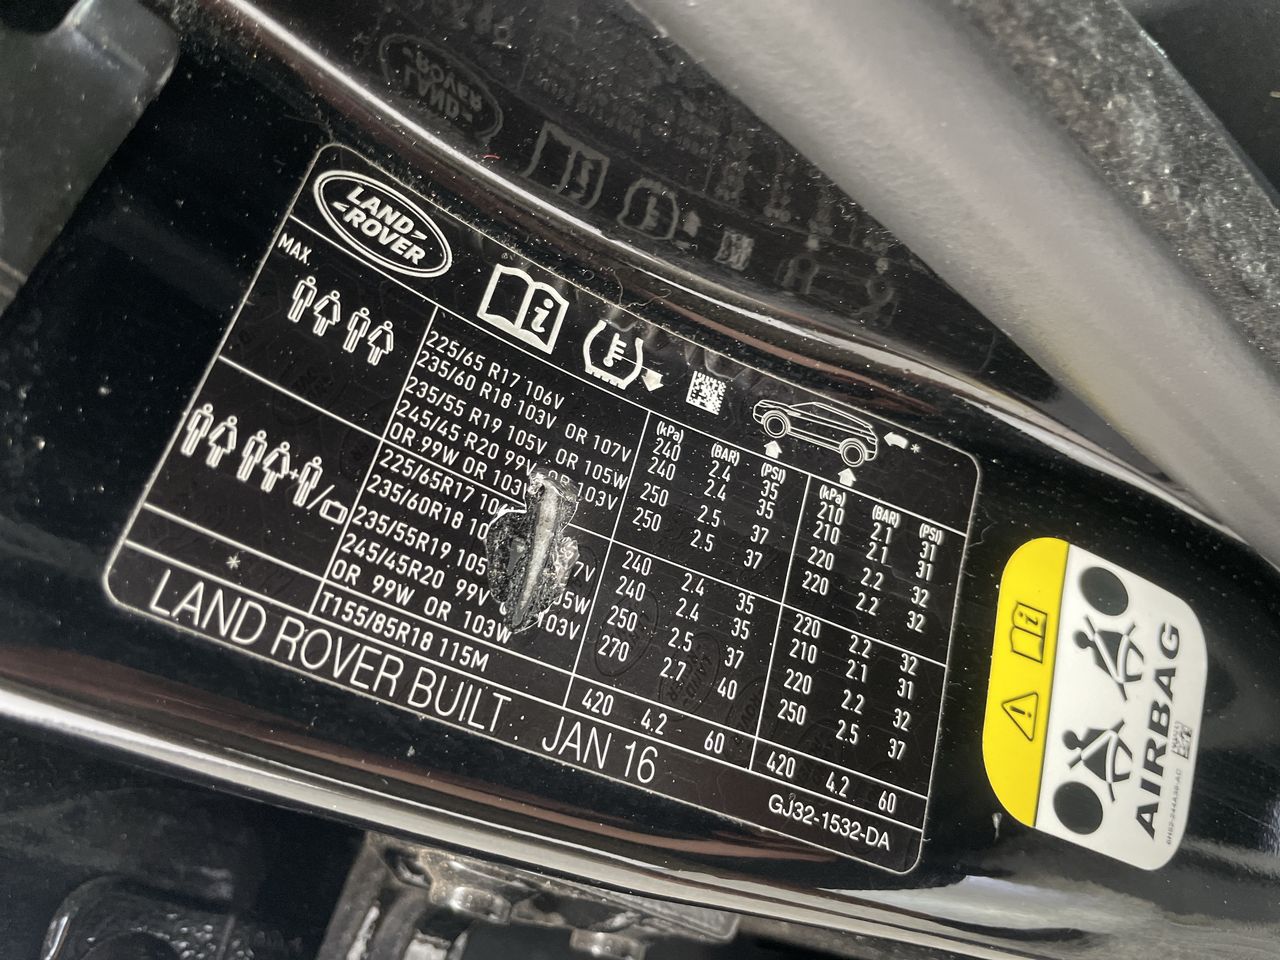 LAND
ROVER
MAX.
225/65 R17 106V
235/60 R18 103V OR 107V
235/55 R19 105V OR 105W
245/45 R20 99V OR 103V
OR 99W OR 103W
(kPa) (BAR) (PSI)
240 2.4 35
240 2.4 35
250 2.5 37
250 2.5 37
(kPa) (BAR) (PSI)
210 2.1 31
210 2.1 31
220 2.2 32
220 2.2 32
225/65R17
235/60R18
235/55R19 105
245/45R20 99V 103V
OR 99W OR 103W
240 2.4 35
240 2.4 35
250 2.5 37
270 2.7 40
220 2.2 32
210 2.1 31
220 2.2 32
250 2.5 37
* T155/85R18 115M 420 4.2 60 420 4.2 60
LAND ROVER BUILT : JAN 16
GJ32-1532-DA
*
AIRBAG